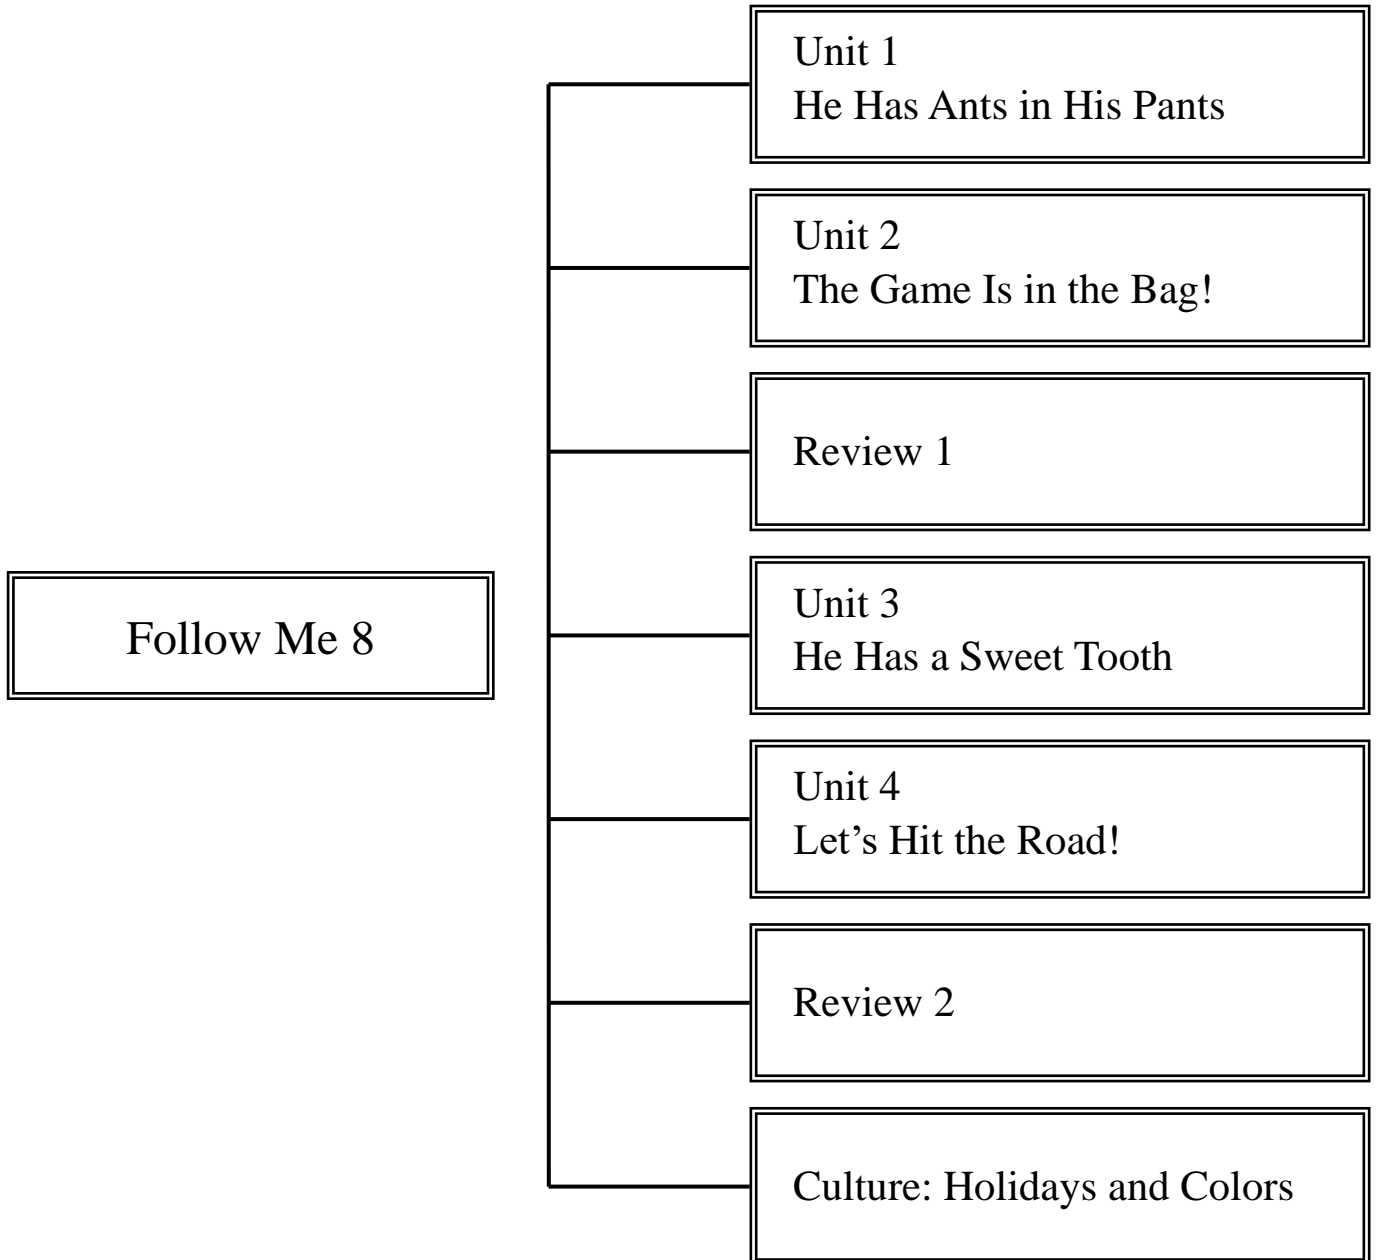 Follow Me 8
Unit 1
He Has Ants in His Pants
Unit 2
The Game Is in the Bag!
Review 1
Unit 3
He Has a Sweet Tooth
Unit 4
Let’s Hit the Road!
Review 2
Culture: Holidays and Colors